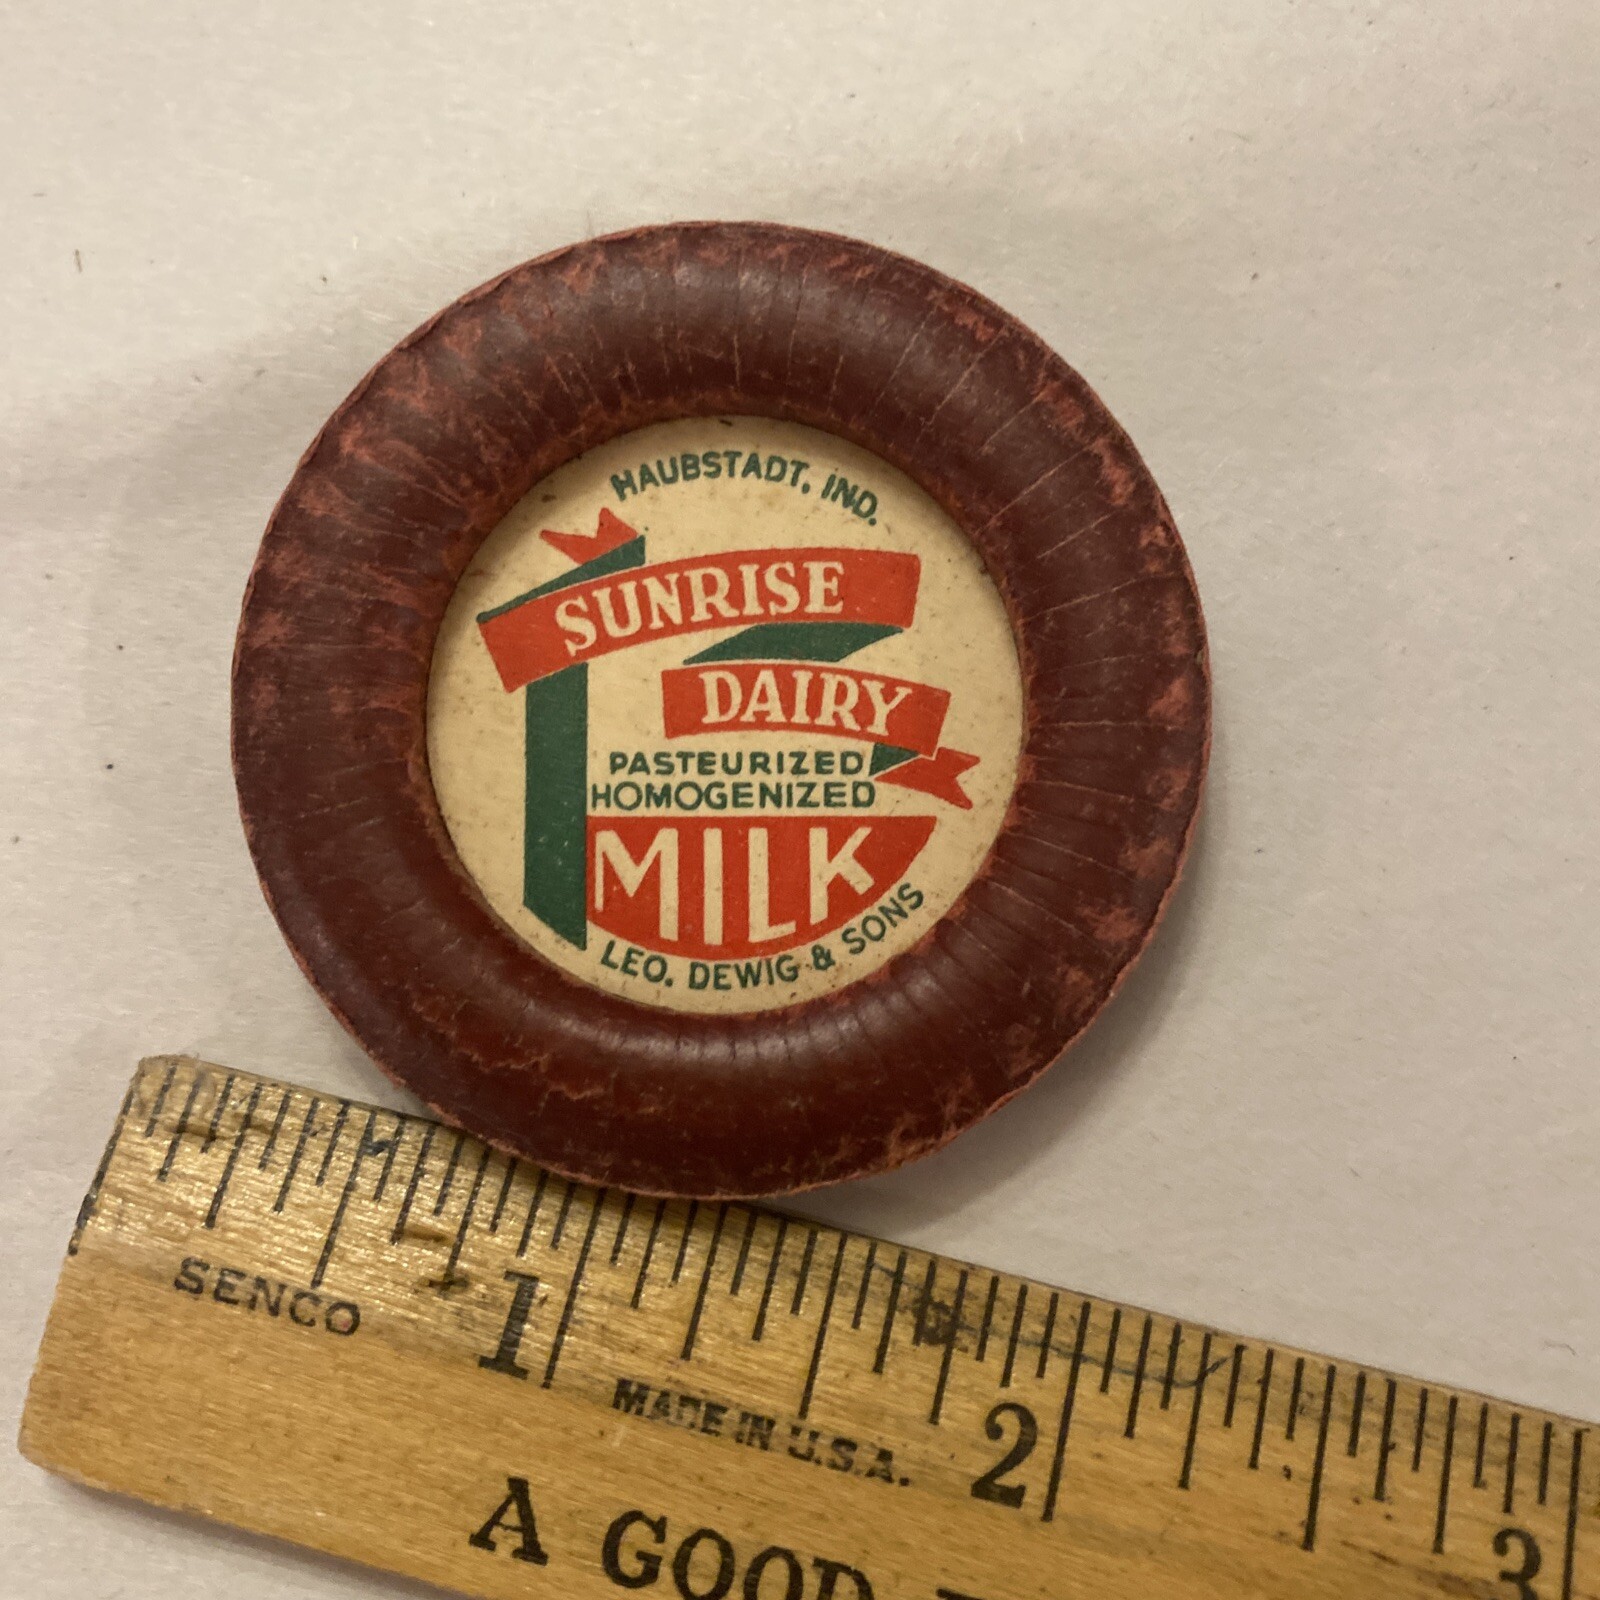 HAUBSTADT, IND.
SUNRISE
DAIRY
PASTEURIZED
HOMOGENIZED
MILK
LEO. DEWIG & SONS
SENCO
1
MADE IN U.S.A.
2
3
A GOOD